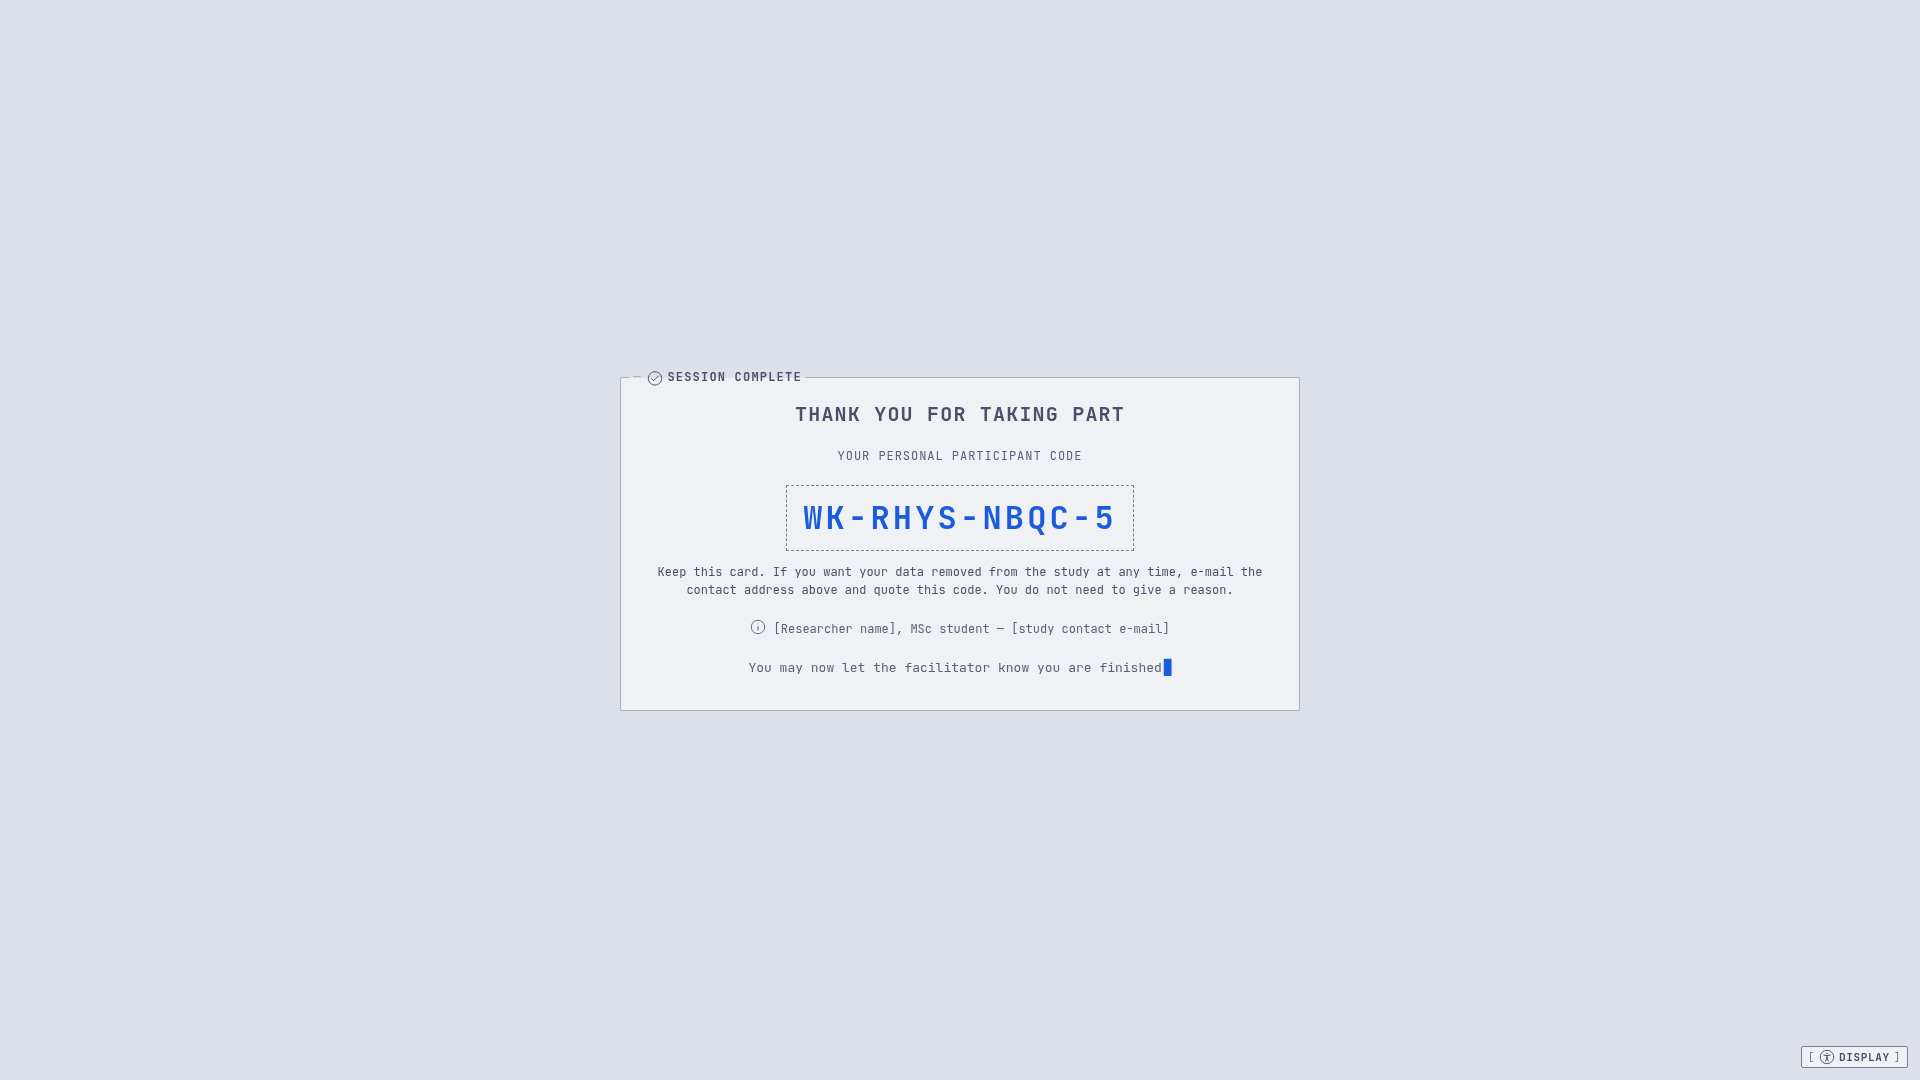 SESSION COMPLETE
THANK YOU FOR TAKING PART
YOUR PERSONAL PARTICIPANT CODE
WK-RHYS-NBQC-5
Keep this card. If you want your data removed from the study at any time, e-mail the
contact address above and quote this code. You do not need to give a reason.
[Researcher name], MSc student — [study contact e-mail]
You may now let the facilitator know you are finished
[ DISPLAY ]